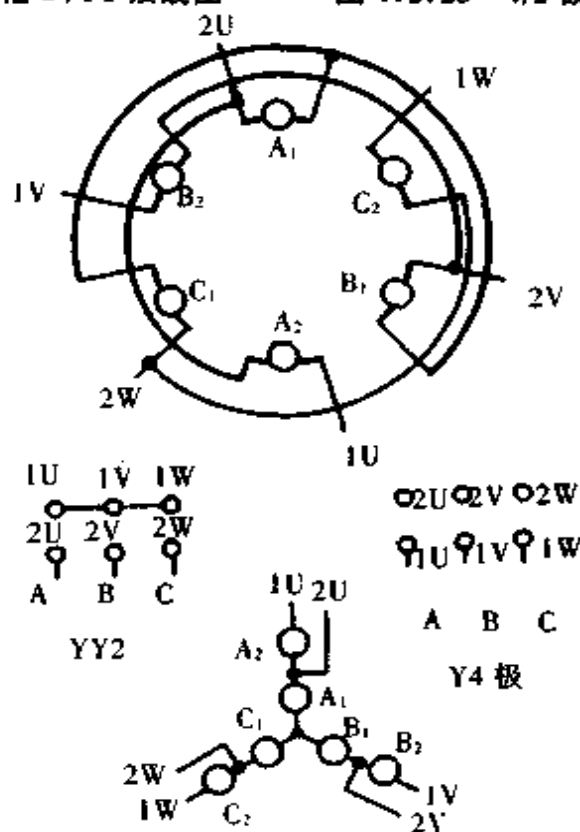 2U
1W
A₁
1V
B₂
C₂
C₁
B₁
A₂
2V
2W
1U
1U 1V 1W
2U 2V 2W
A B C
YY2
2U 2V 2W
1U 1V 1W
A B C
Y4 极
1U 2U
A₂
A₁
C₁ B₁ B₂
2W
1W C₂
1V
2V